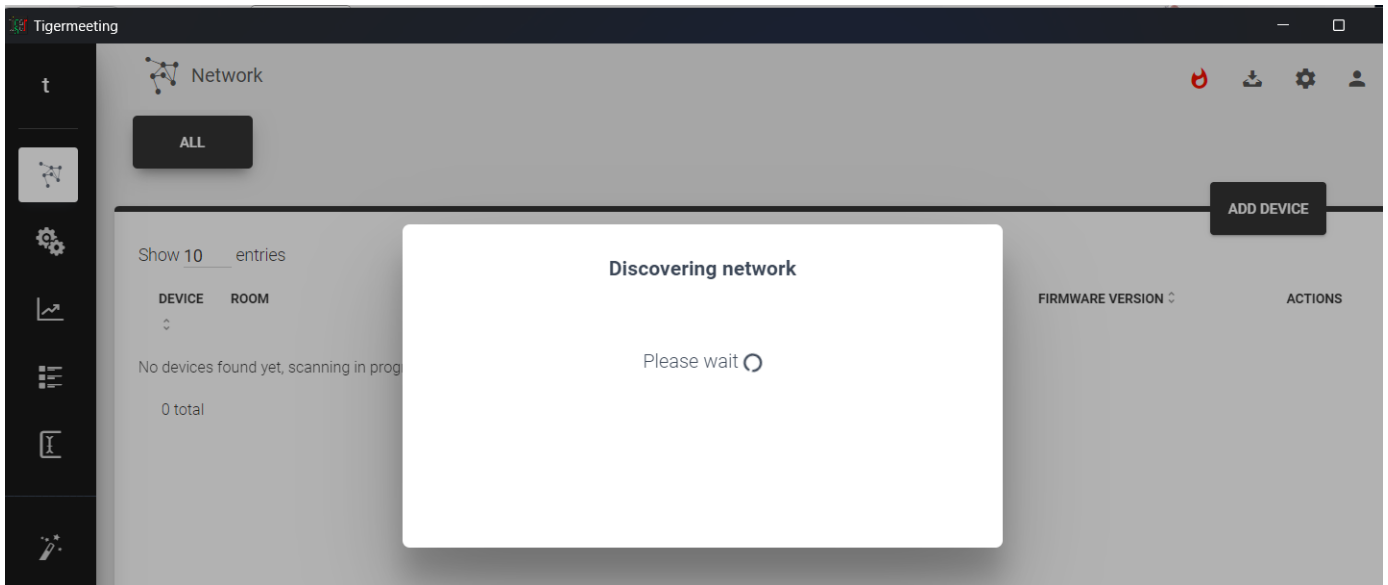 Tigermeeting
t
Network
ALL
ADD DEVICE
Show 10 entries
Discovering network
DEVICE ROOM FIRMWARE VERSION ACTIONS
Please wait
No devices found yet, scanning in prog
0 total